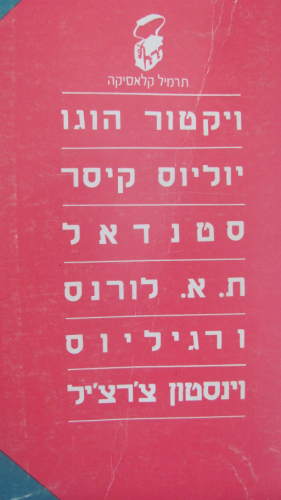 תרמיל קלאסיקה
ויקטור הוגו
יוליוס קיסר
סטנדאל
ת. א. לורנס
ורגיליוס
וינסטון צ'רצ'יל